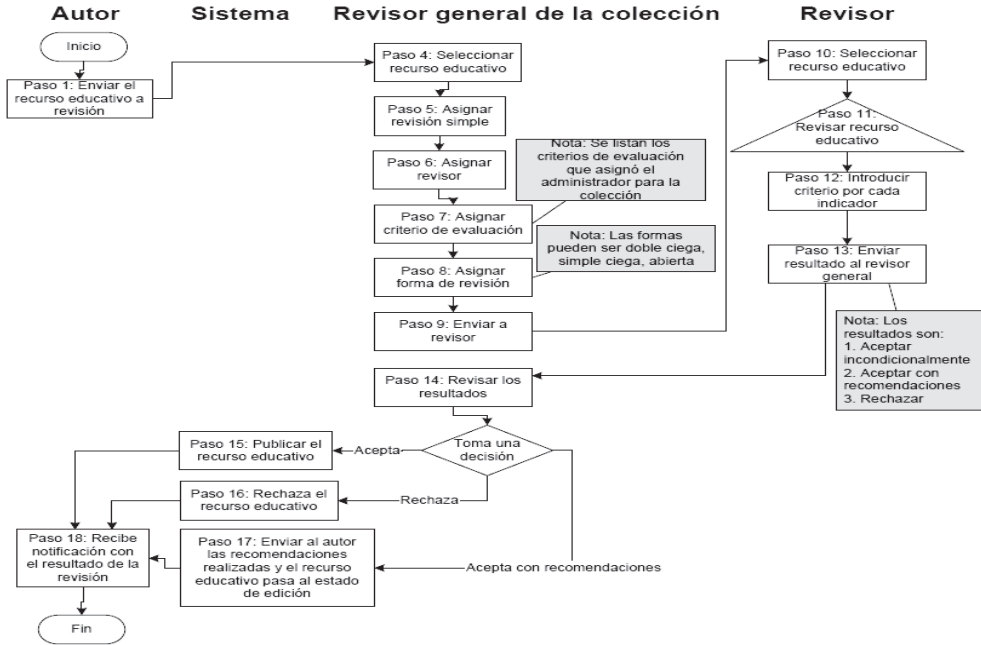 Autor
Sistema
Revisor general de la colección
Revisor
Inicio
Paso 1: Enviar el
recurso educativo a
revisión
Paso 4: Seleccionar
recurso educativo
Paso 5: Asignar
revisión simple
Paso 6: Asignar
revisor
Nota: Se listan los
criterios de evaluación
que asignó el
administrador para la
colección
Paso 7: Asignar
criterio de evaluación
Nota: Las formas
pueden ser doble ciega,
simple ciega, abierta
Paso 8: Asignar
forma de revisión
Paso 9: Enviar a
revisor
Paso 10: Seleccionar
recurso educativo
Paso 11:
Revisar recurso
educativo
Paso 12: Introducir
criterio por cada
indicador
Paso 13: Enviar
resultado al revisor
general
Nota: Los
resultados son:
1. Aceptar
incondicionalmente
2. Aceptar con
recomendaciones
3. Rechazar
Paso 14: Revisar los
resultados
Toma una
decisión
Acepta
Paso 15: Publicar el
recurso educativo
Rechaza
Paso 16: Rechaza el
recurso educativo
Acepta con recomendaciones
Paso 17: Enviar al autor
las recomendaciones
realizadas y el recurso
educativo pasa al estado
de edición
Paso 18: Recibe
notificación con
el resultado de la
revisión
Fin